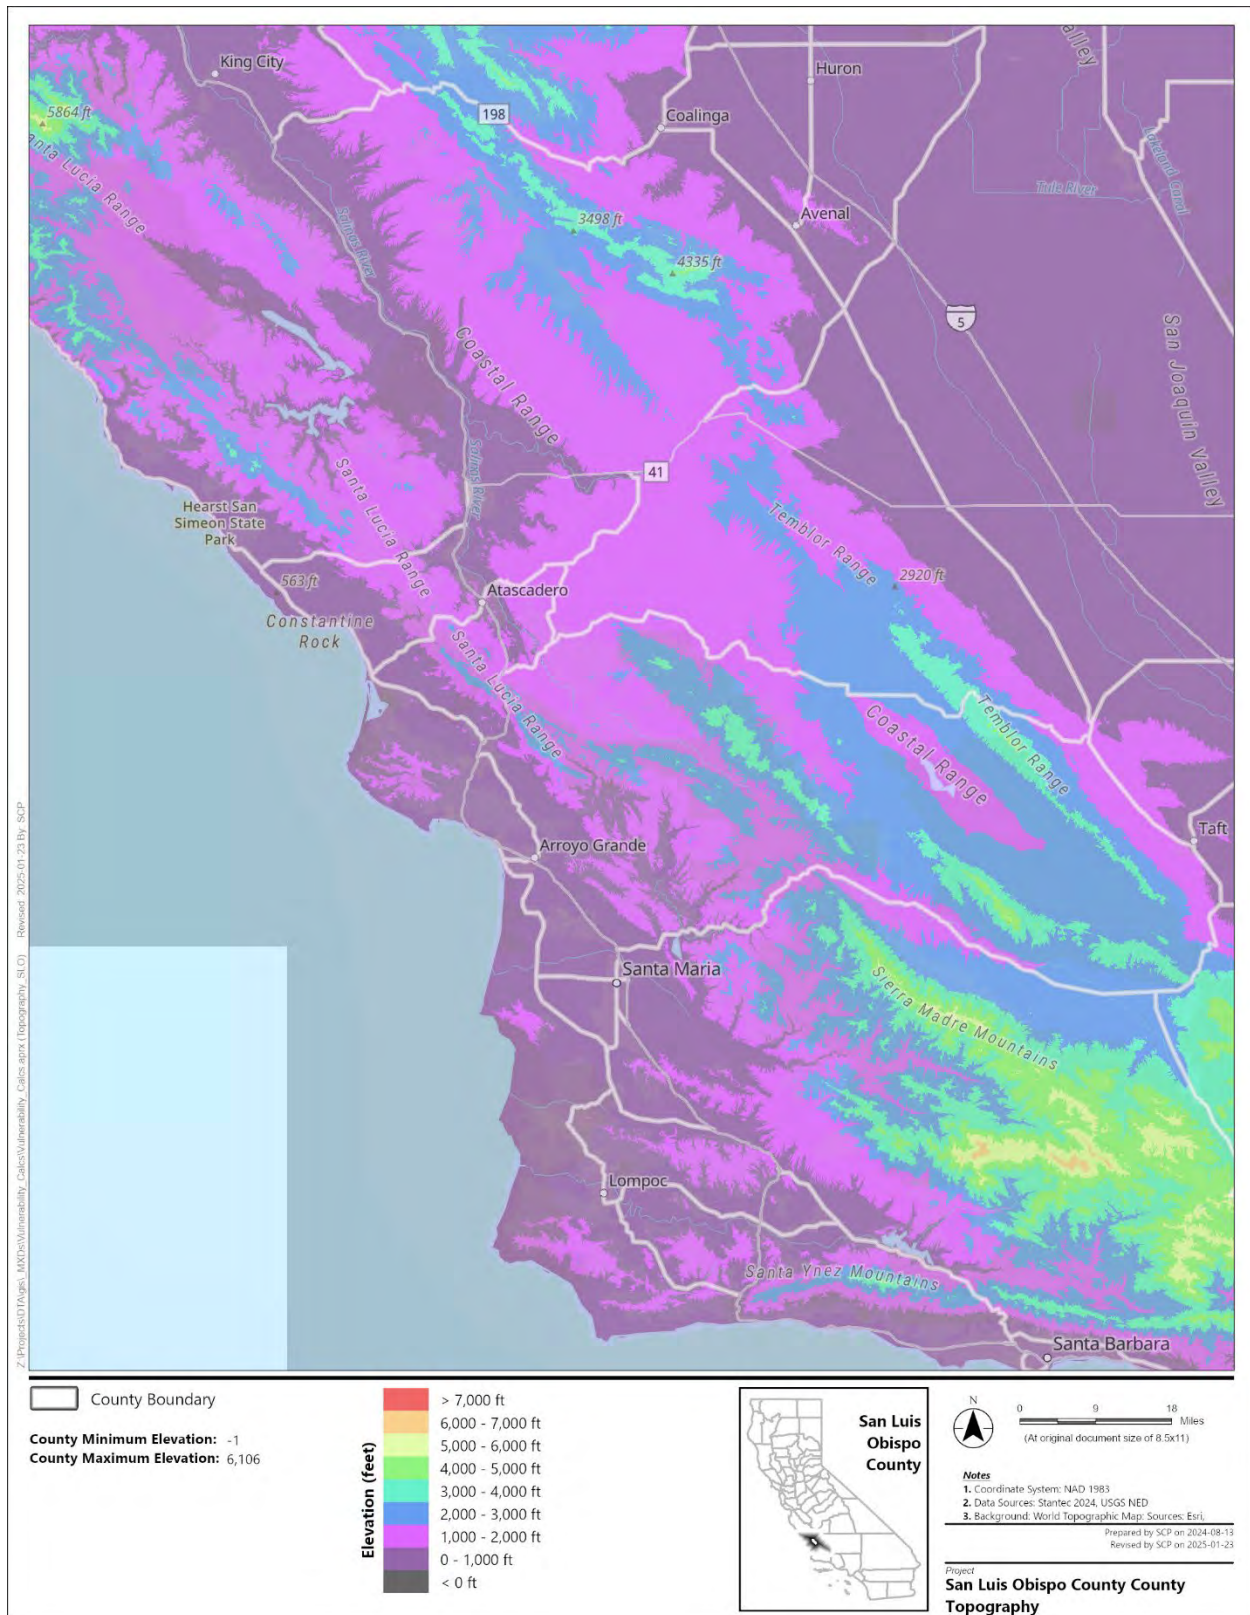 King City
Huron
alley
5864 ft
198
Coalinga
Santa Lucia Range
Lakeland Canal
Tule River
Avenal
3498 ft
Salinas River
4335 ft
5
San Joaquin Valley
Coastal Range
Santa Lucia Range
41
Salinas River
Hearst San
Simeon State
Park
Temblor Range
563 ft
2920 ft
Atascadero
Constantine
Rock
Santa Lucia Range
Coastal Range
Temblor Range
Taft
Arroyo Grande
Santa Maria
Sierra Madre Mountains
Lompoc
Santa Ynez Mountains
Santa Barbara
Revised: 2025-01-23 By: SCP
County Boundary
County Minimum Elevation: -1
County Maximum Elevation: 6,106
Elevation (feet)
> 7,000 ft
6,000 - 7,000 ft
5,000 - 6,000 ft
4,000 - 5,000 ft
3,000 - 4,000 ft
2,000 - 3,000 ft
1,000 - 2,000 ft
0 - 1,000 ft
< 0 ft
San Luis
Obispo
County
N
0 9 18
Miles
(At original document size of 8.5x11)
Notes
1. Coordinate System: NAD 1983
2. Data Sources: Stantec 2024, USGS NED
3. Background: World Topographic Map: Sources: Esri,
Prepared by SCP on 2024-08-13
Revised by SCP on 2025-01-23
Project
San Luis Obispo County County
Topography